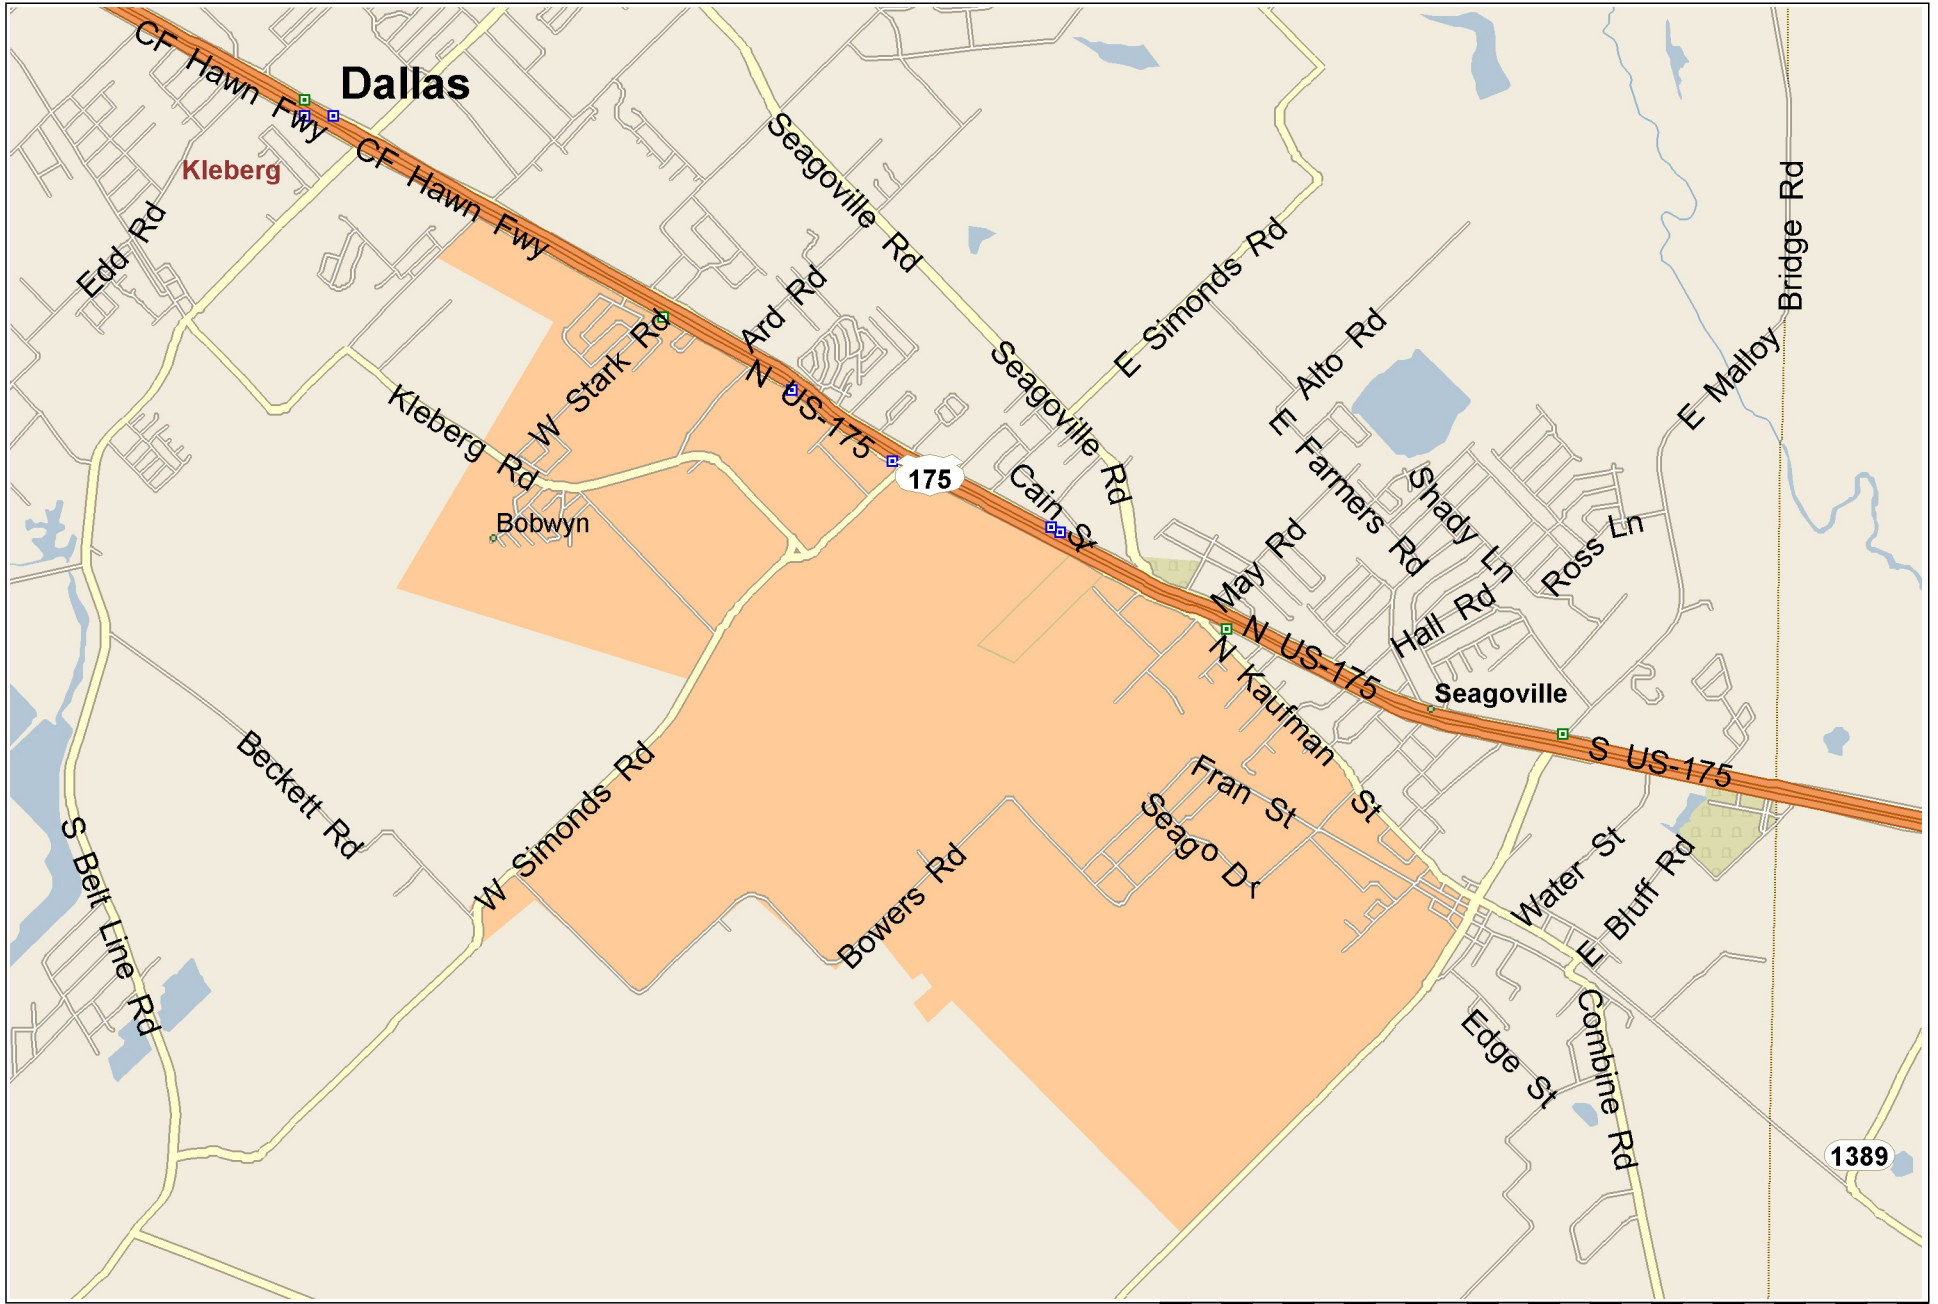 CF Hawn Fwy
Dallas
Kleberg
CF Hawn Fwy
Edd Rd
Seagoville Rd
Bridge Rd
E Simonds Rd
Ard Rd
W Stark Rd
N US-175
Alto Rd
E Malloy
Seagoville Rd
Kleberg Rd
175
Cain St
E Farmers Rd
Shady Ln
Ross Ln
Bobwyn
May Rd
Hall Rd
N US-175
Seagoville
N Kaufman St
S US-175
Beckett Rd
W Simonds Rd
Fran St
Seago Dr
S Belt Line Rd
Bowers Rd
Water St
E Bluff Rd
Edge St
Combine Rd
1389